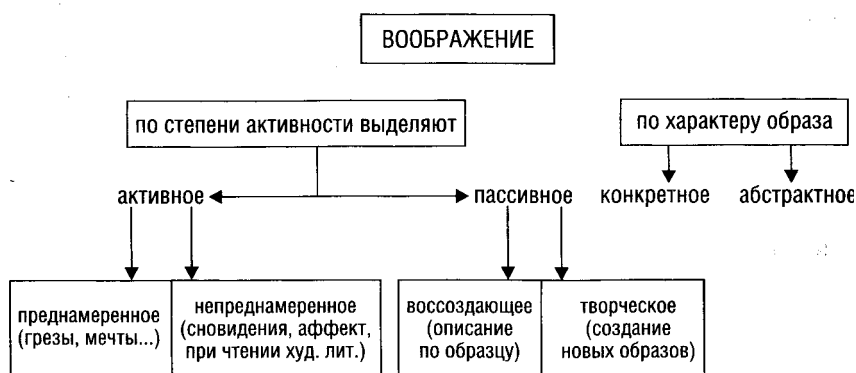 ВООБРАЖЕНИЕ
по степени активности выделяют
по характеру образа
активное
пассивное
конкретное
абстрактное
преднамеренное
(грезы, мечты...)
непреднамеренное
(сновидения, аффект,
при чтении худ. лит.)
воссоздающее
(описание
по образцу)
творческое
(создание
новых образов)